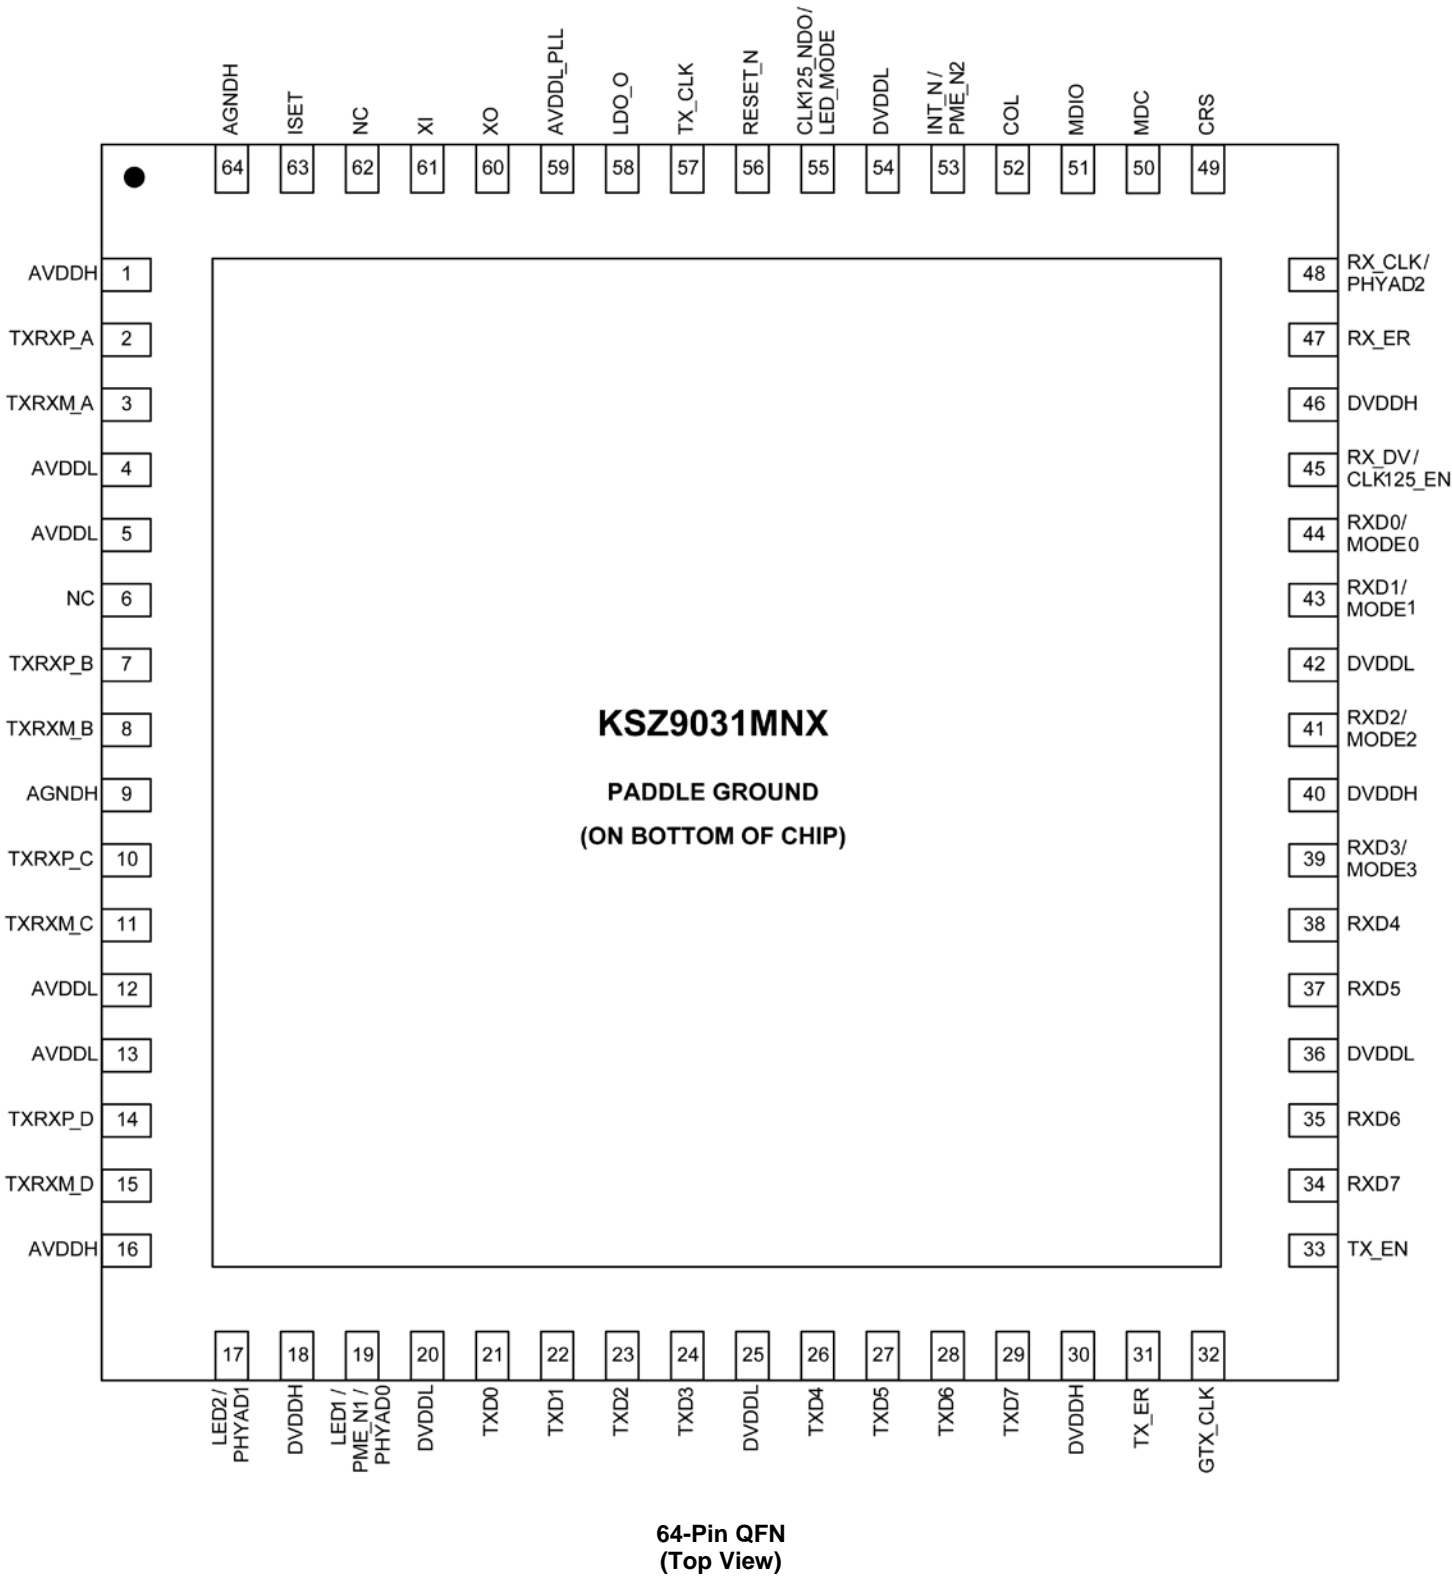 AGNDH
ISET
NC
XI
XO
AVDDL_PLL
LDO_O
TX_CLK
RESET_N
CLK125_NDO/
LED_MODE
DVDDL
INT_N /
PME_N2
COL
MDIO
MDC
CRS
64
63
62
61
60
59
58
57
56
55
54
53
52
51
50
49
AVDDH 1
TXRXP_A 2
TXRXM_A 3
AVDDL 4
AVDDL 5
NC 6
TXRXP_B 7
TXRXM_B 8
AGNDH 9
TXRXP_C 10
TXRXM_C 11
AVDDL 12
AVDDL 13
TXRXP_D 14
TXRXM_D 15
AVDDH 16
KSZ9031MNX
PADDLE GROUND
(ON BOTTOM OF CHIP)
48 RX_CLK/
PHYAD2
47 RX_ER
46 DVDDH
45 RX_DV/
CLK125_EN
44 RXD0/
MODE0
43 RXD1/
MODE1
42 DVDDL
41 RXD2/
MODE2
40 DVDDH
39 RXD3/
MODE3
38 RXD4
37 RXD5
36 DVDDL
35 RXD6
34 RXD7
33 TX_EN
17
18
19
20
21
22
23
24
25
26
27
28
29
30
31
32
LED2/
PHYAD1
DVDDH
LED1 /
PME_N1 /
PHYAD0
DVDDL
TXD0
TXD1
TXD2
TXD3
DVDDL
TXD4
TXD5
TXD6
TXD7
DVDDH
TX_ER
GTX_CLK
64-Pin QFN
(Top View)